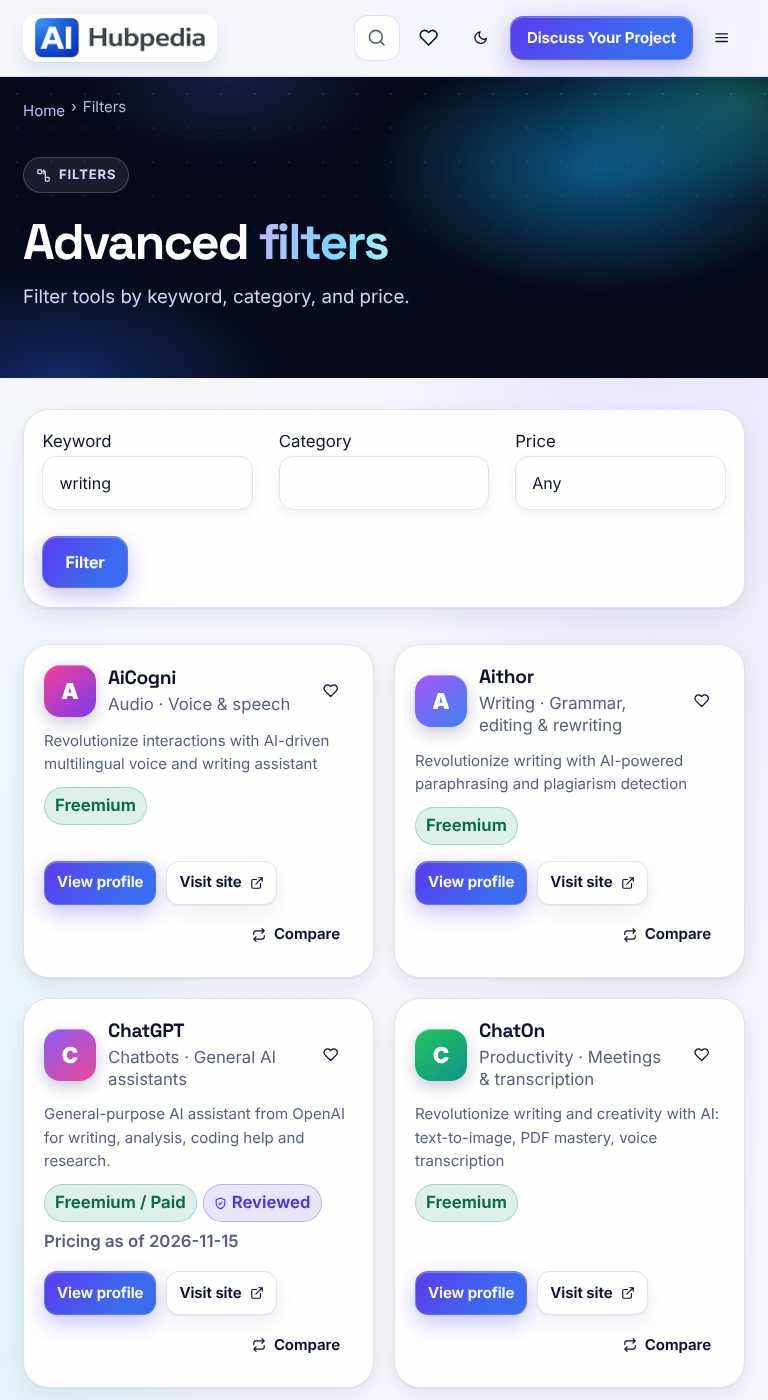 AI Hubpedia
Discuss Your Project
Home › Filters
FILTERS
Advanced filters
Filter tools by keyword, category, and price.
Keyword
writing
Category
Price
Any
Filter
A
AiCogni
Audio · Voice & speech
Revolutionize interactions with AI-driven
multilingual voice and writing assistant
Freemium
View profile
Visit site
Compare
A
Aithor
Writing · Grammar,
editing & rewriting
Revolutionize writing with AI-powered
paraphrasing and plagiarism detection
Freemium
View profile
Visit site
Compare
C
ChatGPT
Chatbots · General AI
assistants
General-purpose AI assistant from OpenAI
for writing, analysis, coding help and
research.
Freemium / Paid
Reviewed
Pricing as of 2026-11-15
View profile
Visit site
Compare
C
ChatOn
Productivity · Meetings
& transcription
Revolutionize writing and creativity with AI:
text-to-image, PDF mastery, voice
transcription
Freemium
View profile
Visit site
Compare